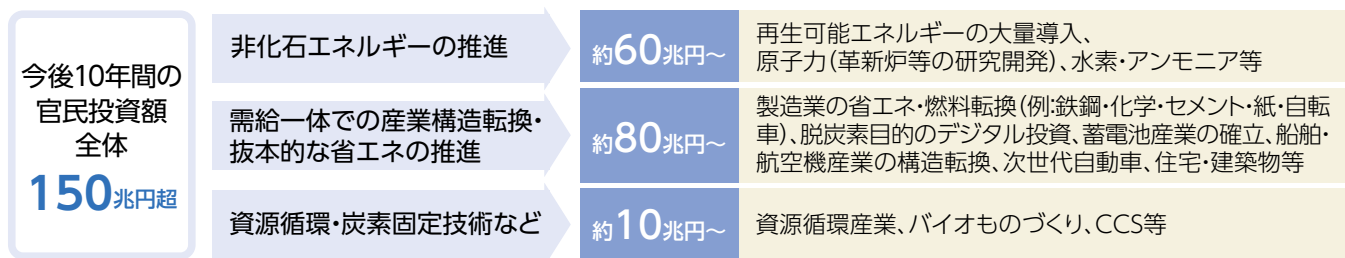 今後10年間の
官民投資額
全体
150兆円超
非化石エネルギーの推進
約60兆円～
再生可能エネルギーの大量導入、
原子力(革新炉等の研究開発)、水素・アンモニア等
需給一体での産業構造転換・
抜本的な省エネの推進
約80兆円～
製造業の省エネ・燃料転換(例:鉄鋼・化学・セメント・紙・自転
車)、脱炭素目的のデジタル投資、蓄電池産業の確立、船舶・
航空機産業の構造転換、次世代自動車、住宅・建築物等
資源循環・炭素固定技術など
約10兆円～
資源循環産業、バイオものづくり、CCS等